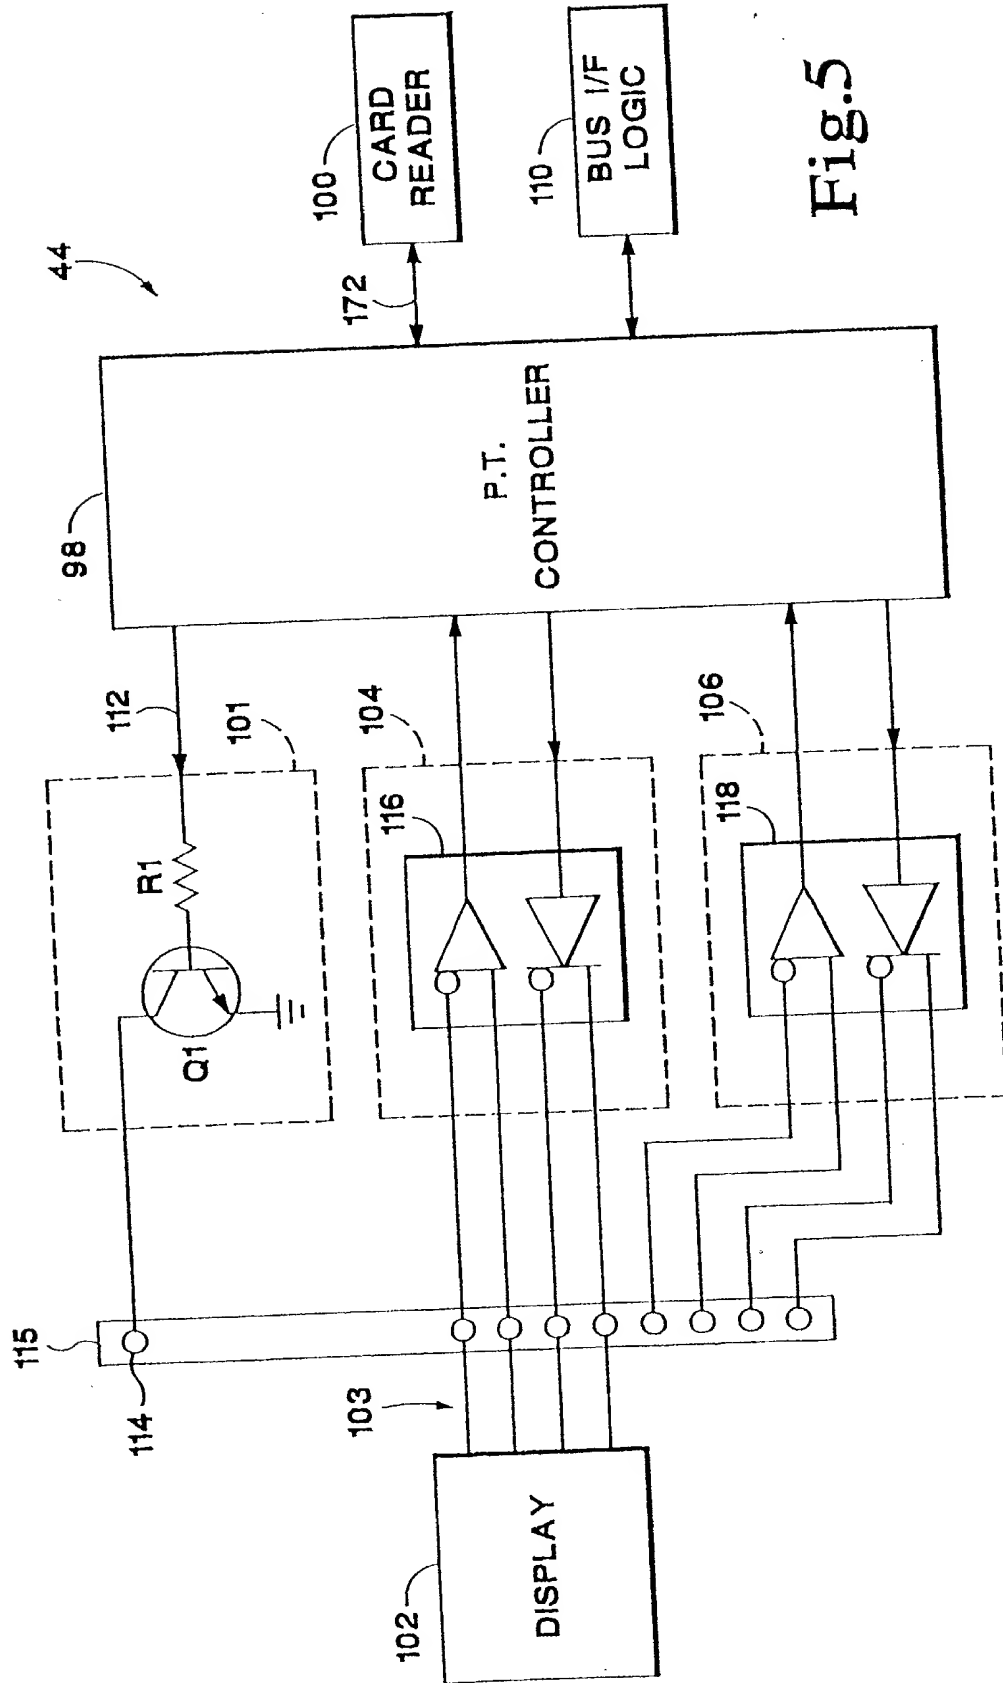 44
98
P.T.
CONTROLLER
100
CARD
READER
172
110
BUS I/F
LOGIC
112
101
R1
Q1
104
116
106
118
115
114
103
102
DISPLAY
Fig.5